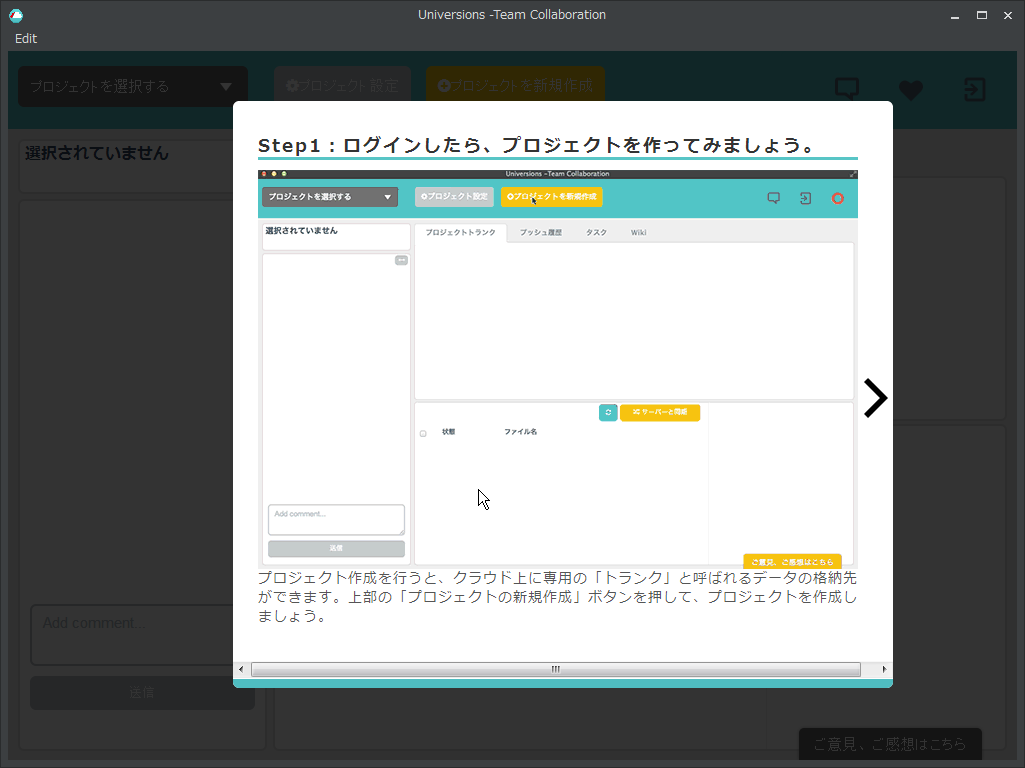 Universions -Team Collaboration
Edit
プロジェクトを選択する
プロジェクト設定
プロジェクトを新規作成
選択されていません
Step1：ログインしたら、プロジェクトを作ってみましょう。
Universions -Team Collaboration
プロジェクトを選択する
プロジェクト設定
プロジェクトを新規作成
選択されていません
プロジェクトトランク
プッシュ履歴
タスク
Wiki
サーバーと同期
状態
ファイル名
Add comment...
送信
ご意見、ご感想はこちら
プロジェクト作成を行うと、クラウド上に専用の「トランク」と呼ばれるデータの格納先
ができます。上部の「プロジェクトの新規作成」ボタンを押して、プロジェクトを作成し
ましょう。
Add comment...
送信
ご意見、ご感想はこちら